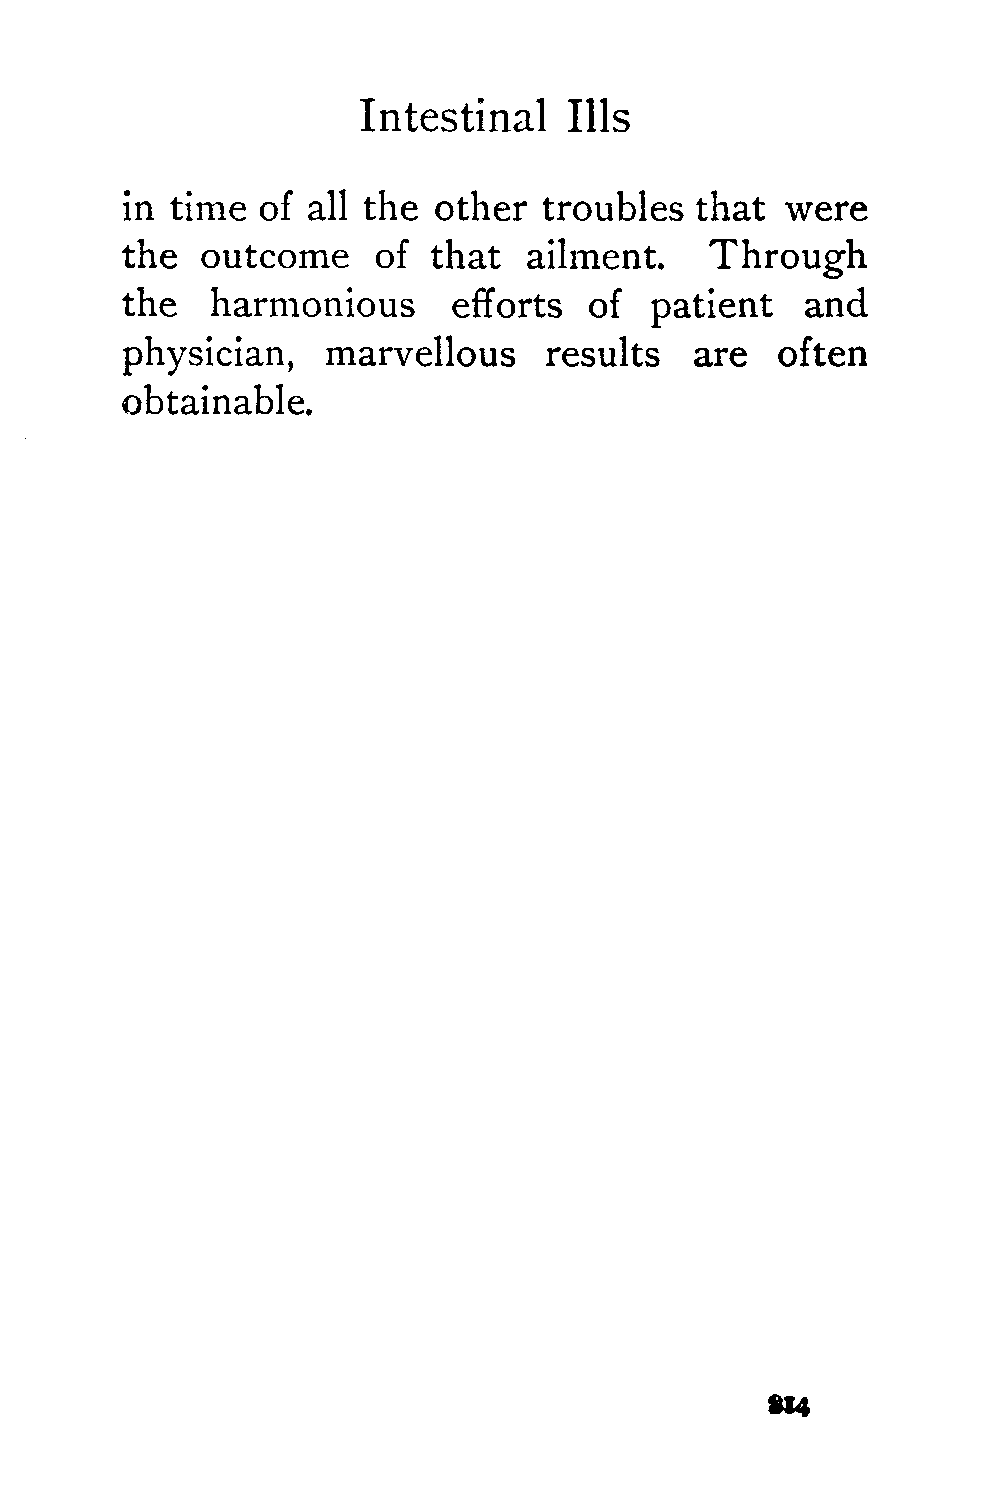 Intestinal Ills
in time of all the other troubles that were
the outcome of that ailment. Through
the harmonious efforts of patient and
physician, marvellous results are often
obtainable.
214